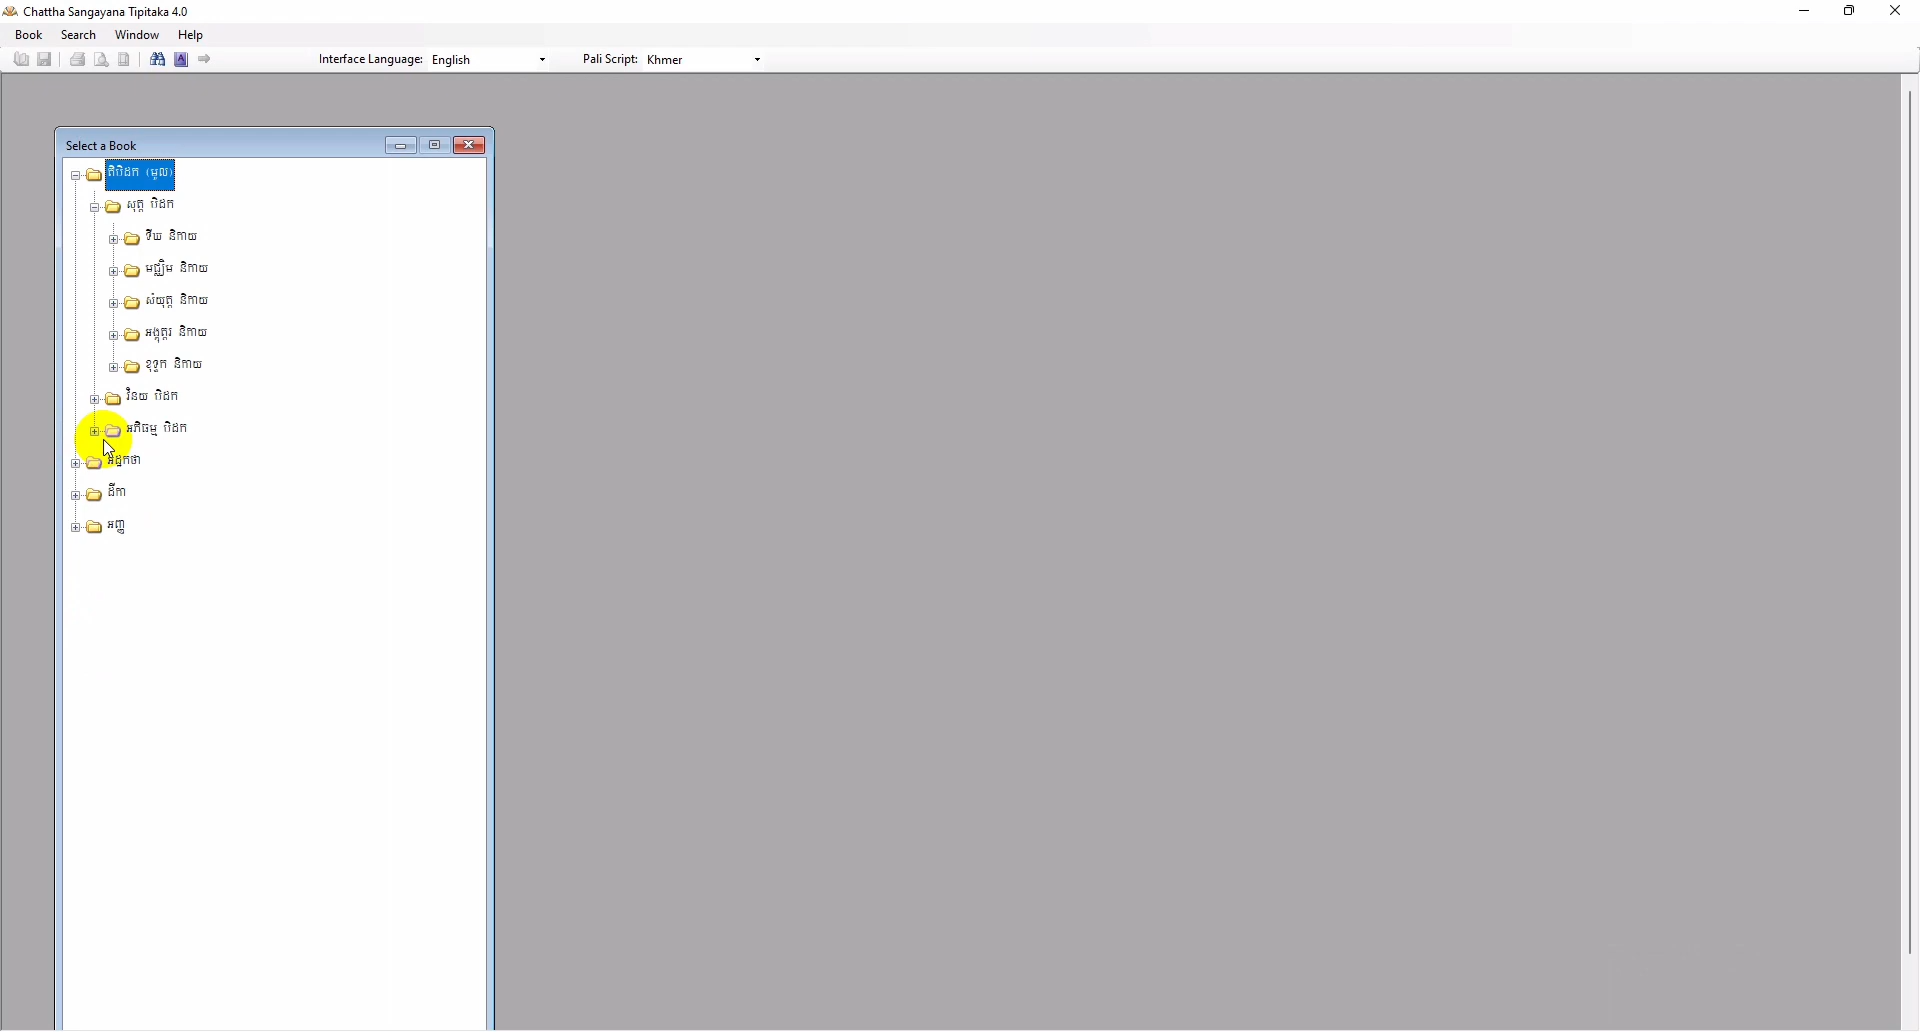 Chattha Sangayana Tipitaka 4.0
Book Search Window Help
Interface Language: English Pali Script: Khmer
Select a Book
តិបិដក (មូល)
សុត្ត បិដក
ទីឃ និកាយ
មជ្ឈិម និកាយ
សំយុត្ត និកាយ
អង្គុត្តរ និកាយ
ខុទ្ទក និកាយ
វិនយ បិដក
អភិធម្ម បិដក
អដ្ឋកថា
ដីកា
អញ្ញ